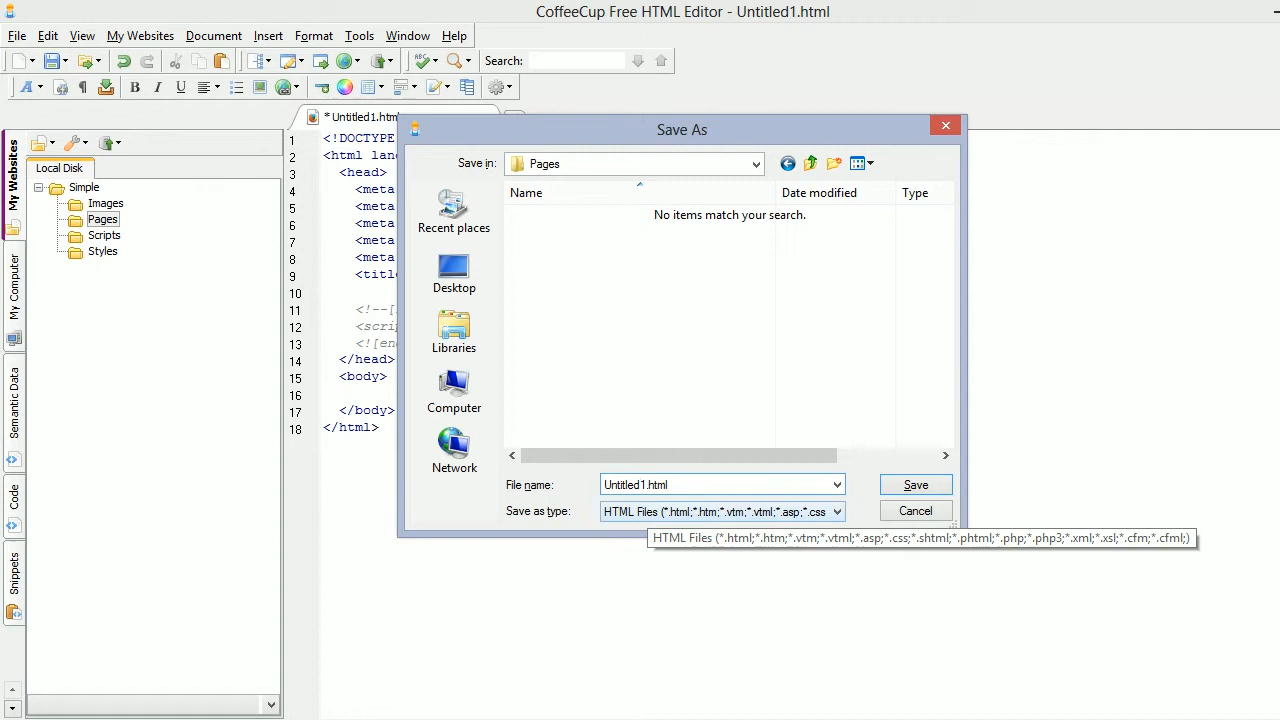 CoffeeCup Free HTML Editor - Untitled1.html
File Edit View My Websites Document Insert Format Tools Window Help
Search:
A ¶ B I U
My Websites
My Computer
Semantic Data
Code
Snippets
Local Disk
Simple
Images
Pages
Scripts
Styles
* Untitled1.html
1 <!DOCTYPE
2 <html lang
3 <head>
4 <meta
5 <meta
6 <meta
7 <meta
8 <meta
9 <title
10
11 <!--[
12 <scrip
13 <![end
14 </head>
15 <body>
16
17 </body>
18 </html>
Save As
Save in: Pages
Name Date modified Type
No items match your search.
Recent places
Desktop
Libraries
Computer
Network
File name: Untitled1.html Save
Save as type: HTML Files (*.html;*.htm;*.vtm;*.vtml;*.asp;*.css Cancel
HTML Files (*.html;*.htm;*.vtm;*.vtml;*.asp;*.css;*.shtml;*.phtml;*.php;*.php3;*.xml;*.xsl;*.cfm;*.cfml;)